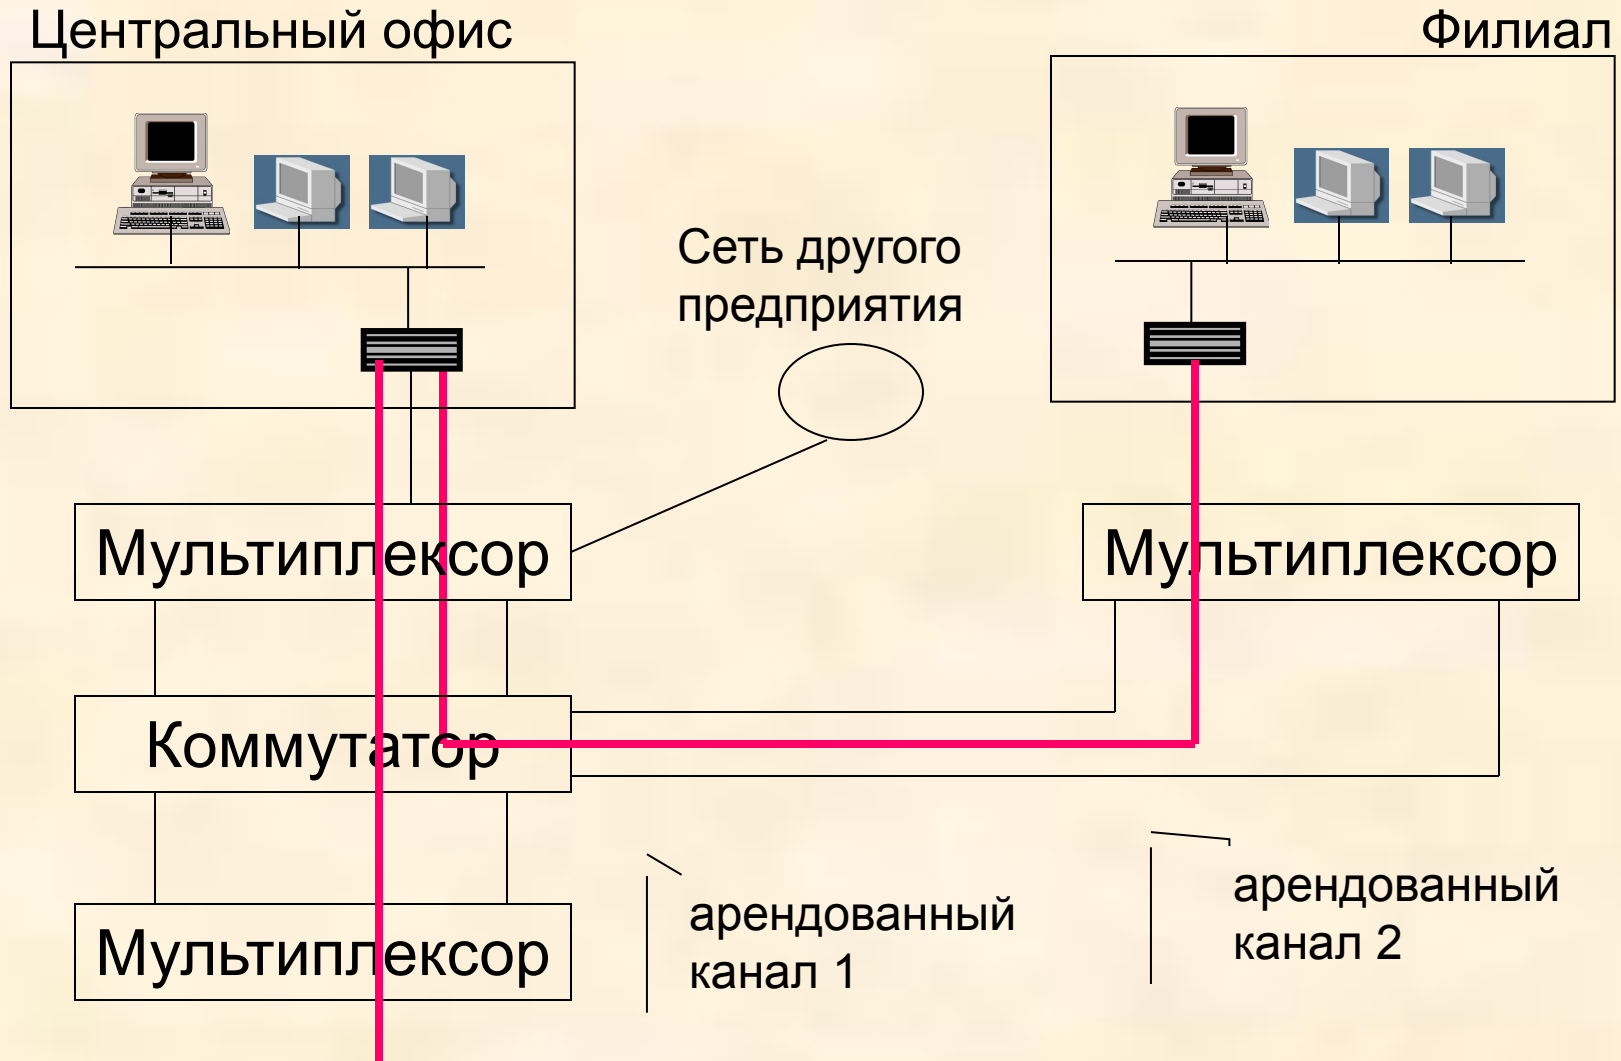 Центральный офис
Филиал
Сеть другого
предприятия
Мультиплексор
Мультиплексор
Коммутатор
арендованный
канал 2
арендованный
канал 1
Мультиплексор